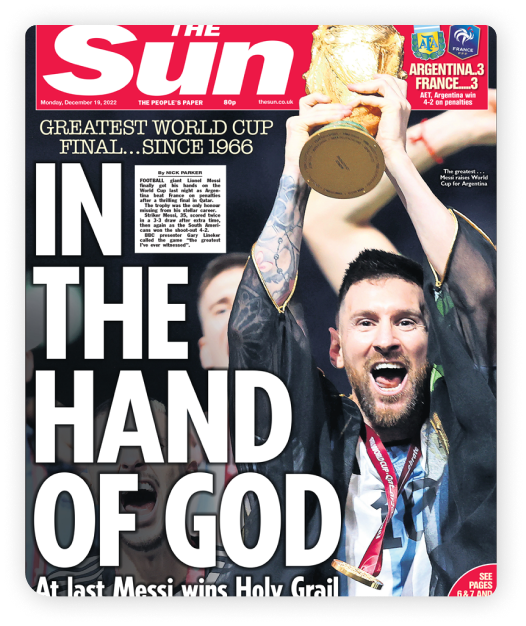 THE
Sun
Monday, December 19, 2022 THE PEOPLE'S PAPER 80p thesun.co.uk
FRANCE
FFF
ARGENTINA..3
FRANCE.....3
AET, Argentina win
4-2 on penalties
GREATEST WORLD CUP
FINAL...SINCE 1966
The greatest . . .
Messi raises World
Cup for Argentina
By NICK PARKER
FOOTBALL giant Lionel Messi
finally got his hands on the
World Cup last night as Argen-
tina beat France on penalties
after a thrilling final in Qatar.
The trophy was the only honour
missing from his stellar career.
Striker Messi, 35, scored twice
in a 3-3 draw after extra time,
then again as the South Ameri-
cans won the shoot-out 4-2.
BBC presenter Gary Lineker
called the game "the greatest
I've ever witnessed".
IN
THE
HAND
OF GOD
10
At last Messi wins Holy Grail
SEE
PAGES
6 & 7 AND